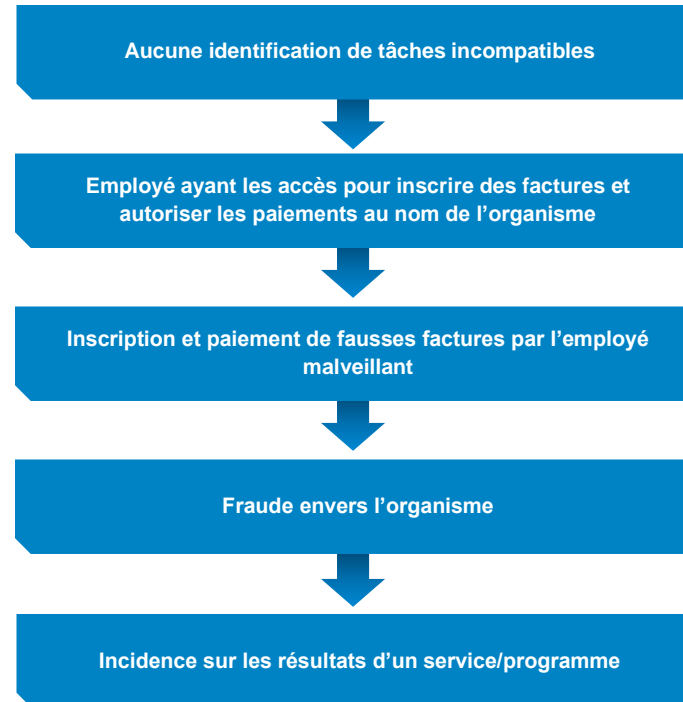 Aucune identification de tâches incompatibles
Employé ayant les accès pour inscrire des factures et
autoriser les paiements au nom de l’organisme
Inscription et paiement de fausses factures par l’employé
malveillant
Fraude envers l’organisme
Incidence sur les résultats d’un service/programme